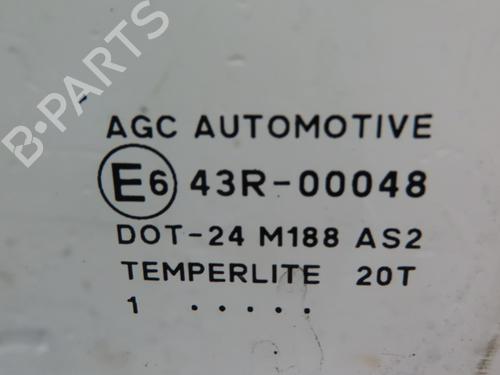 B-PARTS
AGC AUTOMOTIVE
E6 43R-00048
DOT-24 M188 AS2
TEMPERLITE 20T
1 .....